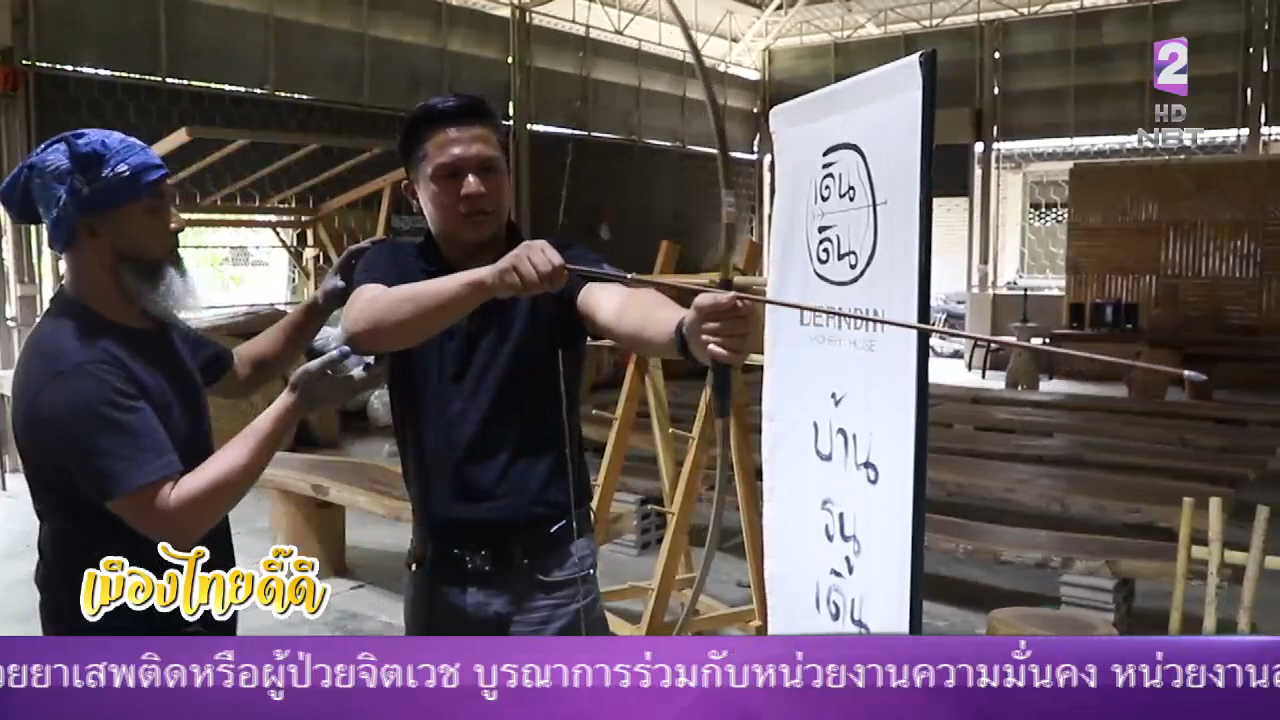 2
HD
NBT
เดิน
ดิน
DERNDIN
บ้าน
ธนู
เดิน
เมืองไทยดี๊ดี
วยยาเสพติดหรือผู้ป่วยจิตเวช บูรณาการร่วมกับหน่วยงานความมั่นคง หน่วยงาน